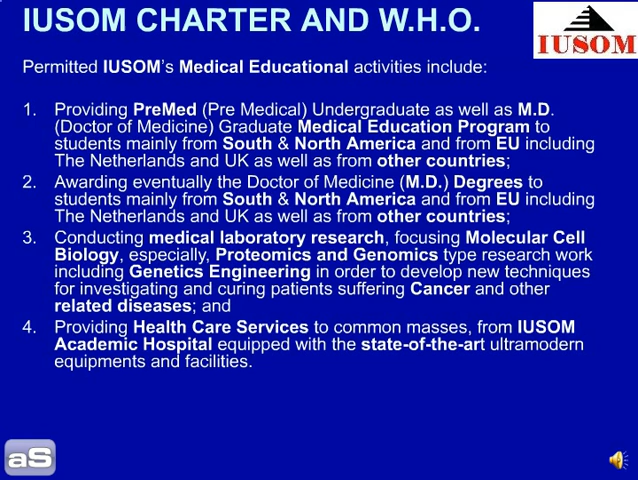 IUSOM CHARTER AND W.H.O.
IUSOM
Permitted IUSOM's Medical Educational activities include:
1. Providing PreMed (Pre Medical) Undergraduate as well as M.D.
(Doctor of Medicine) Graduate Medical Education Program to
students mainly from South & North America and from EU including
The Netherlands and UK as well as from other countries;
2. Awarding eventually the Doctor of Medicine (M.D.) Degrees to
students mainly from South & North America and from EU including
The Netherlands and UK as well as from other countries;
3. Conducting medical laboratory research, focusing Molecular Cell
Biology, especially, Proteomics and Genomics type research work
including Genetics Engineering in order to develop new techniques
for investigating and curing patients suffering Cancer and other
related diseases; and
4. Providing Health Care Services to common masses, from IUSOM
Academic Hospital equipped with the state-of-the-art ultramodern
equipments and facilities.
aS